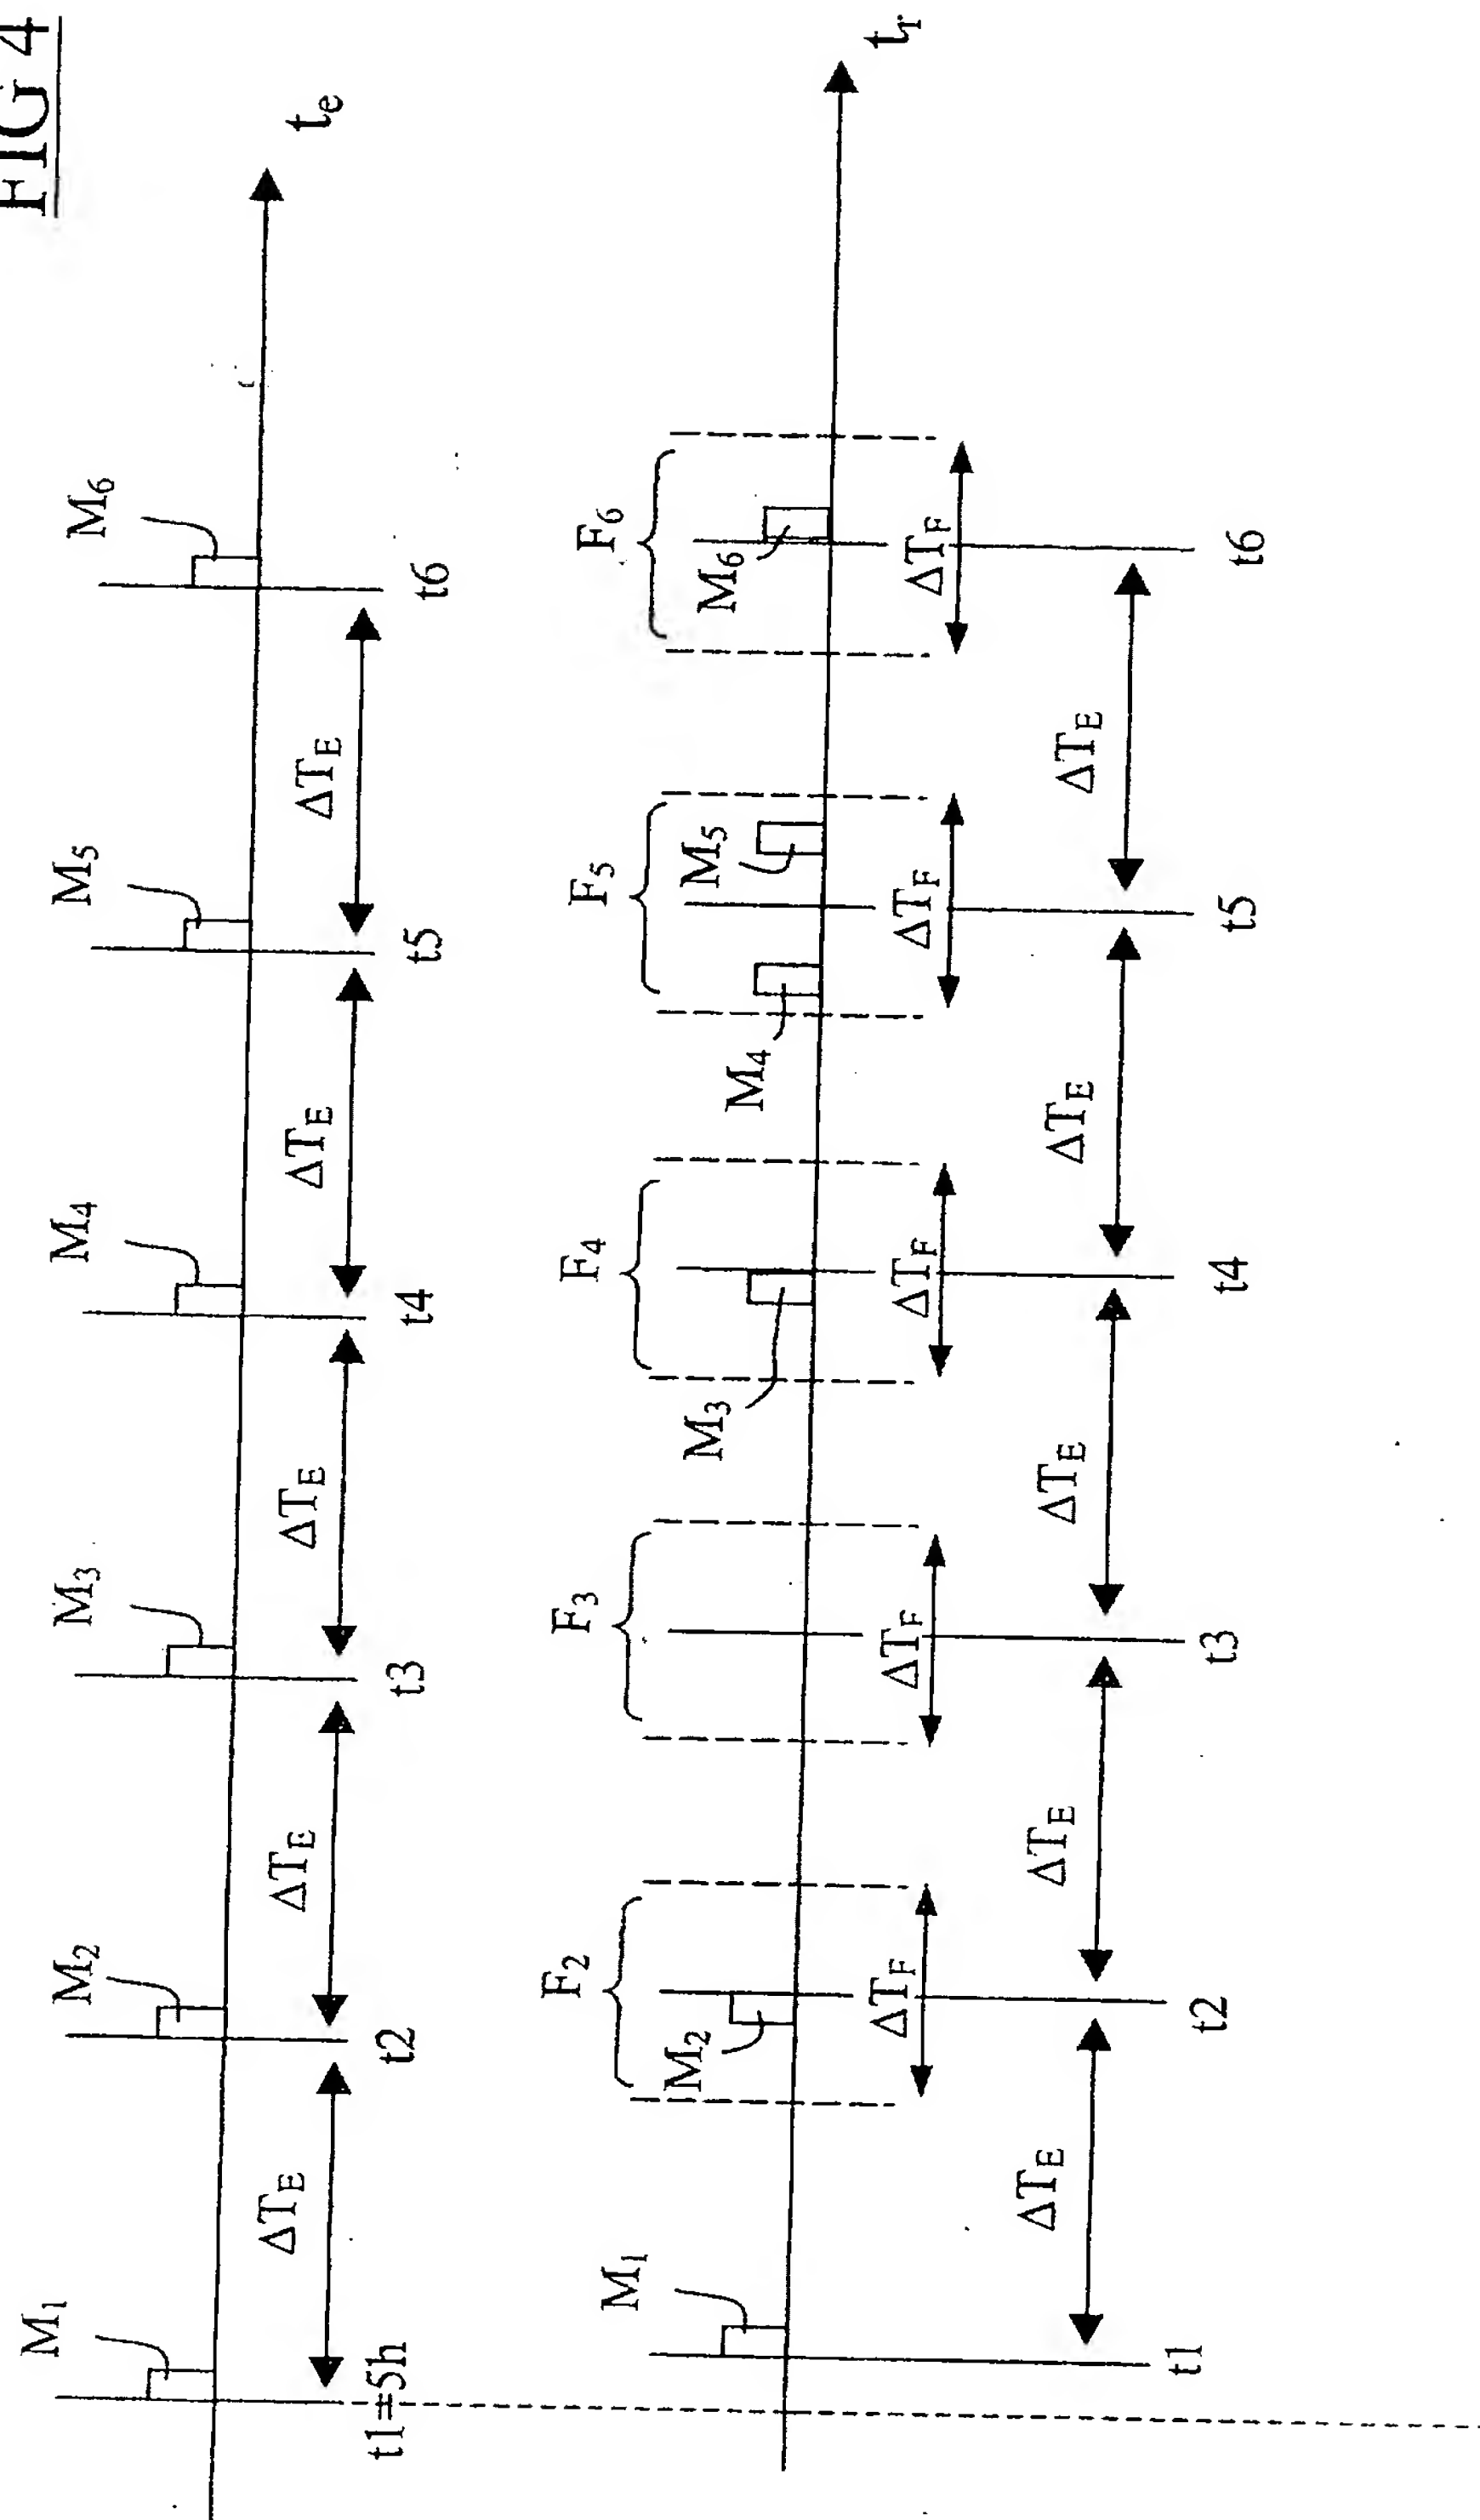 FIG 4
M1 M2 M3 M4 M5 M6
te
ΔTE ΔTE ΔTE ΔTE ΔTE
t1=5h t2 t3 t4 t5 t6
F2 F3 F4 F5 F6
M1 M2 M3 M4 M5 M6
tr
ΔTF ΔTF ΔTF ΔTF ΔTF
ΔTE ΔTE ΔTE ΔTE ΔTE
t1 t2 t3 t4 t5 t6